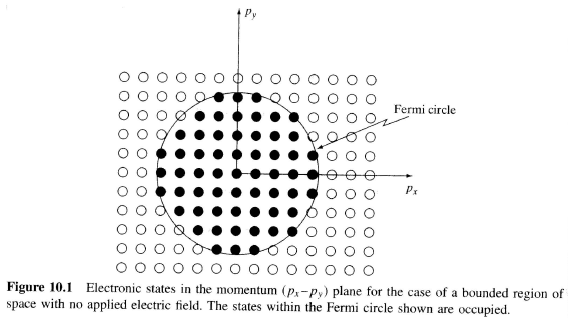 p_y
Fermi circle
p_x
Figure 10.1 Electronic states in the momentum (p_x–p_y) plane for the case of a bounded region of
space with no applied electric field. The states within the Fermi circle shown are occupied.